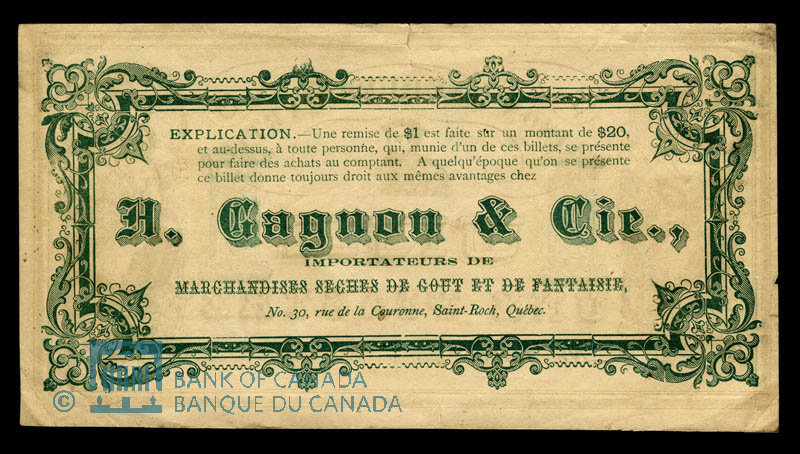 EXPLICATION.—Une remise de $1 est faite sur un montant de $20,
et au-dessus, à toute personne, qui, munie d'un de ces billets, se présente
pour faire des achats au comptant. A quelqu'époque qu'on se présente
ce billet donne toujours droit aux mêmes avantages chez
H. Gagnon & Cie.,
IMPORTATEURS DE
MARCHANDISES SECHES DE GOUT ET DE FANTAISIE,
No. 30, rue de la Couronne, Saint-Roch, Québec.
© BANK OF CANADA
BANQUE DU CANADA